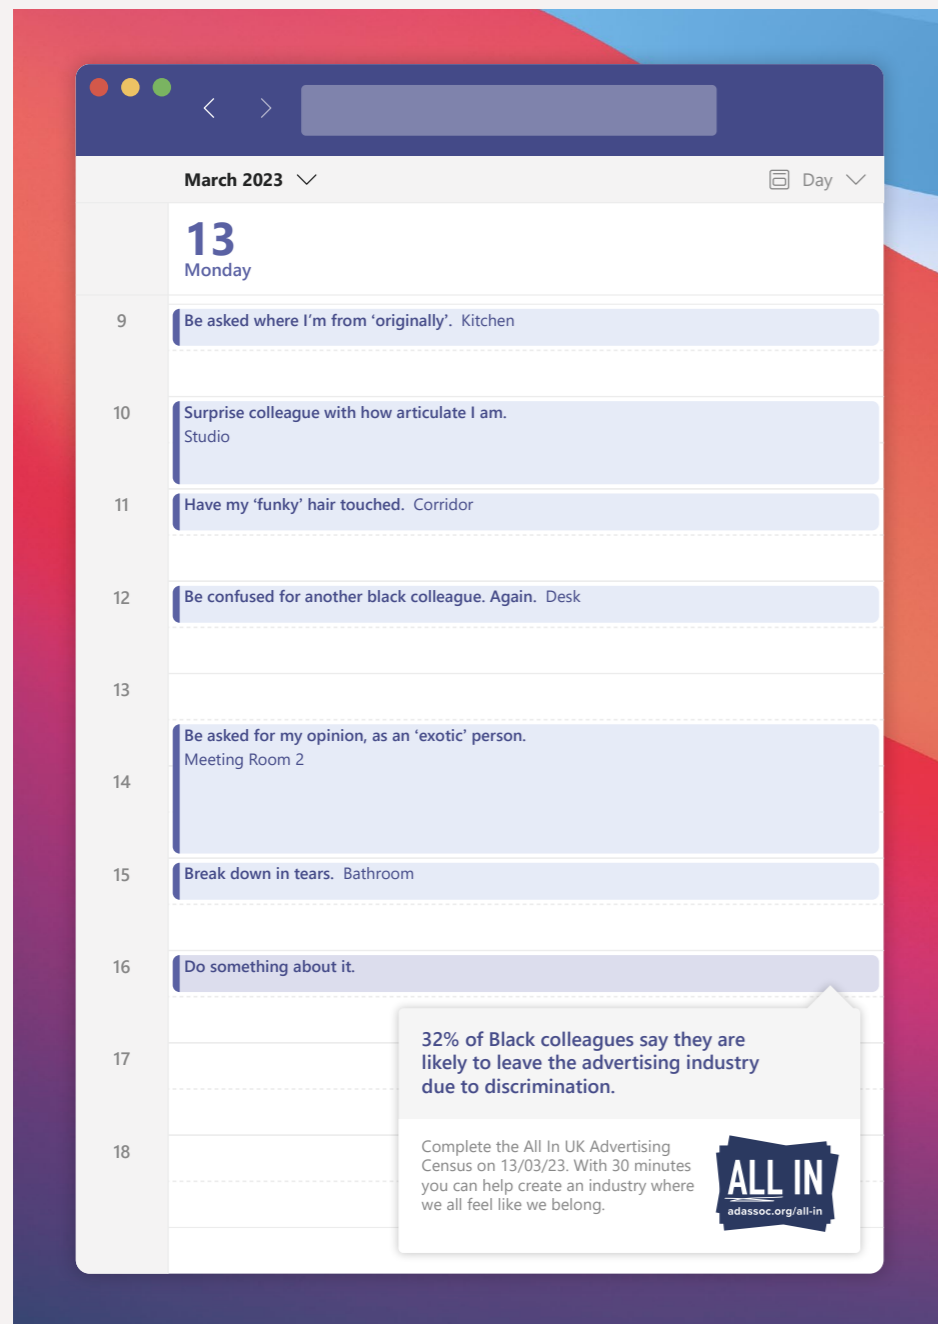 March 2023
Day
13
Monday
9
Be asked where I’m from ‘originally’. Kitchen
10
Surprise colleague with how articulate I am.
Studio
11
Have my ‘funky’ hair touched. Corridor
12
Be confused for another black colleague. Again. Desk
13
Be asked for my opinion, as an ‘exotic’ person.
Meeting Room 2
14
15
Break down in tears. Bathroom
16
Do something about it.
32% of Black colleagues say they are
likely to leave the advertising industry
due to discrimination.
17
Complete the All In UK Advertising
Census on 13/03/23. With 30 minutes
you can help create an industry where
we all feel like we belong.
18
ALL IN
adassoc.org/all-in